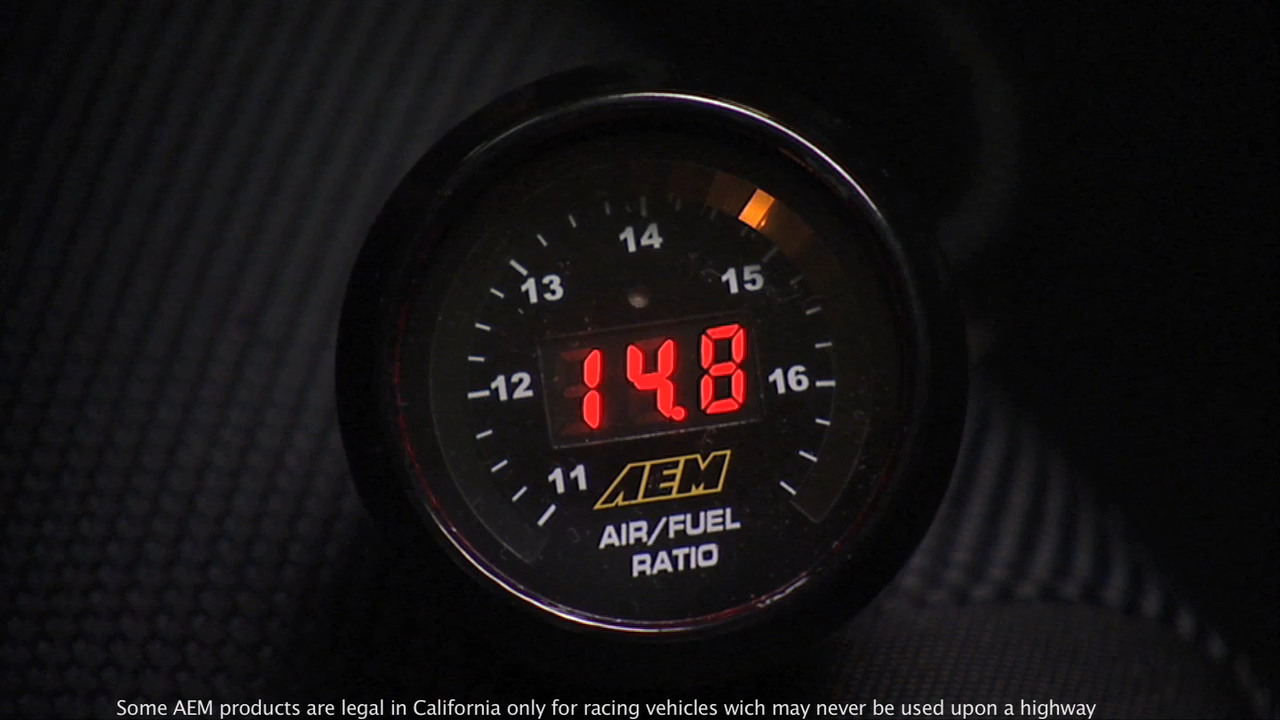 14
13
15
14.8
12
16
11
AEM
AIR/FUEL
RATIO
Some AEM products are legal in California only for racing vehicles wich may never be used upon a highway